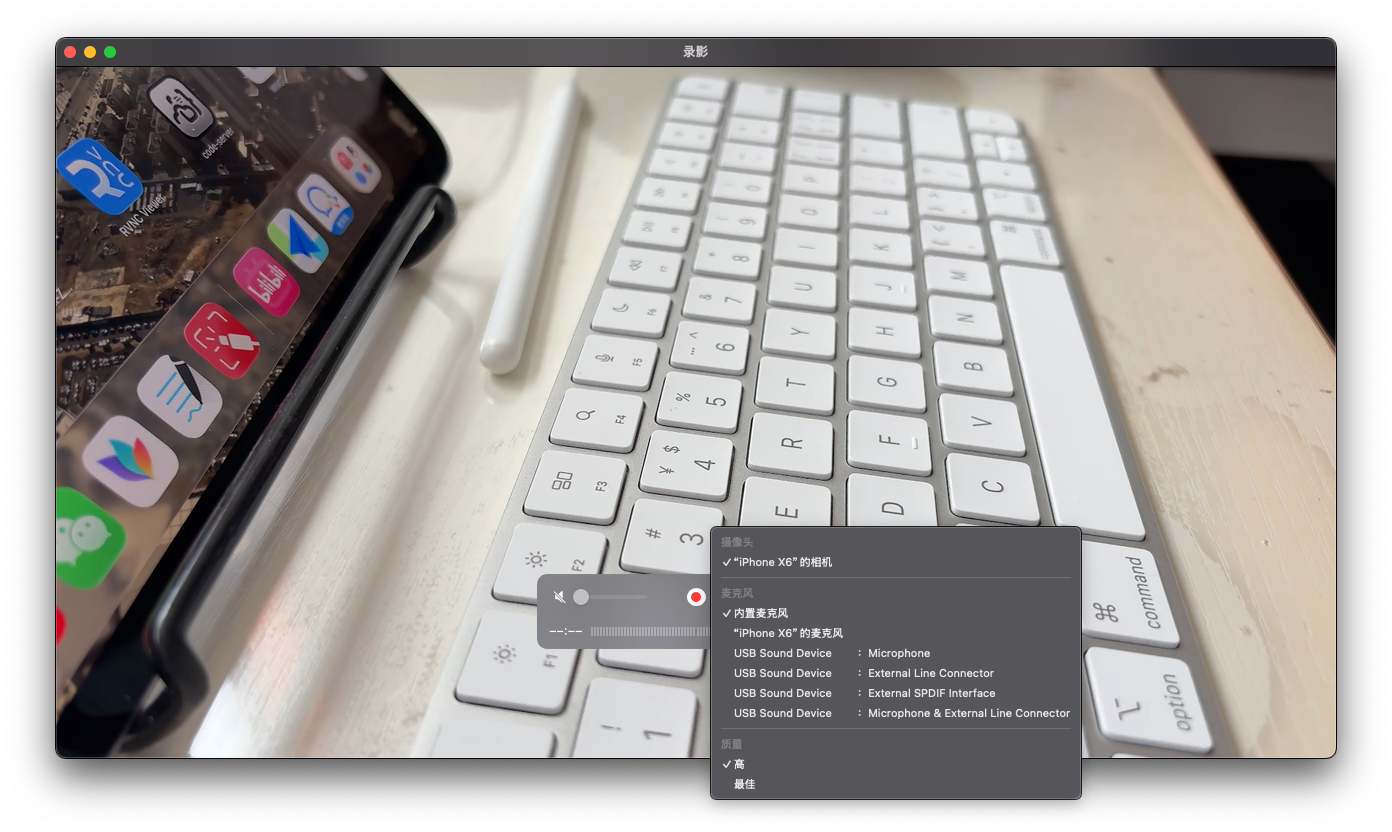 录影
code-server
RVNC Viewer
bilibili
F5
F4
F3
F2
F1
& 7
… ^ 6
% 5
¥ $ 4
# 3
! 1
U
Y
T
R
E
J
H
G
F
D
M
N
B
V
C
I
K
O
L
* 8
( 9
⌘ command
⌥ option
--:--
摄像头
✓ “iPhone X6” 的相机
麦克风
✓ 内置麦克风
“iPhone X6” 的麦克风
USB Sound Device : Microphone
USB Sound Device : External Line Connector
USB Sound Device : External SPDIF Interface
USB Sound Device : Microphone & External Line Connector
质量
✓ 高
最佳